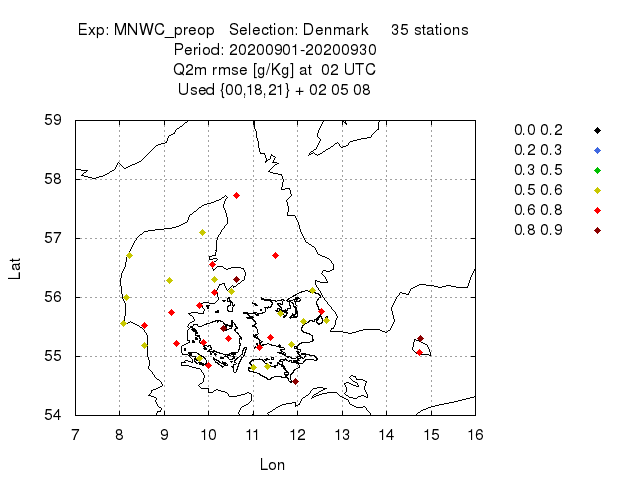 Exp: MNWC_preop   Selection: Denmark     35 stations
Period: 20200901-20200930
Q2m rmse [g/Kg] at  02 UTC
Used {00,18,21} + 02 05 08
59
58
57
56
55
54
Lat
7 8 9 10 11 12 13 14 15 16
Lon
0.0 0.2
0.2 0.3
0.3 0.5
0.5 0.6
0.6 0.8
0.8 0.9